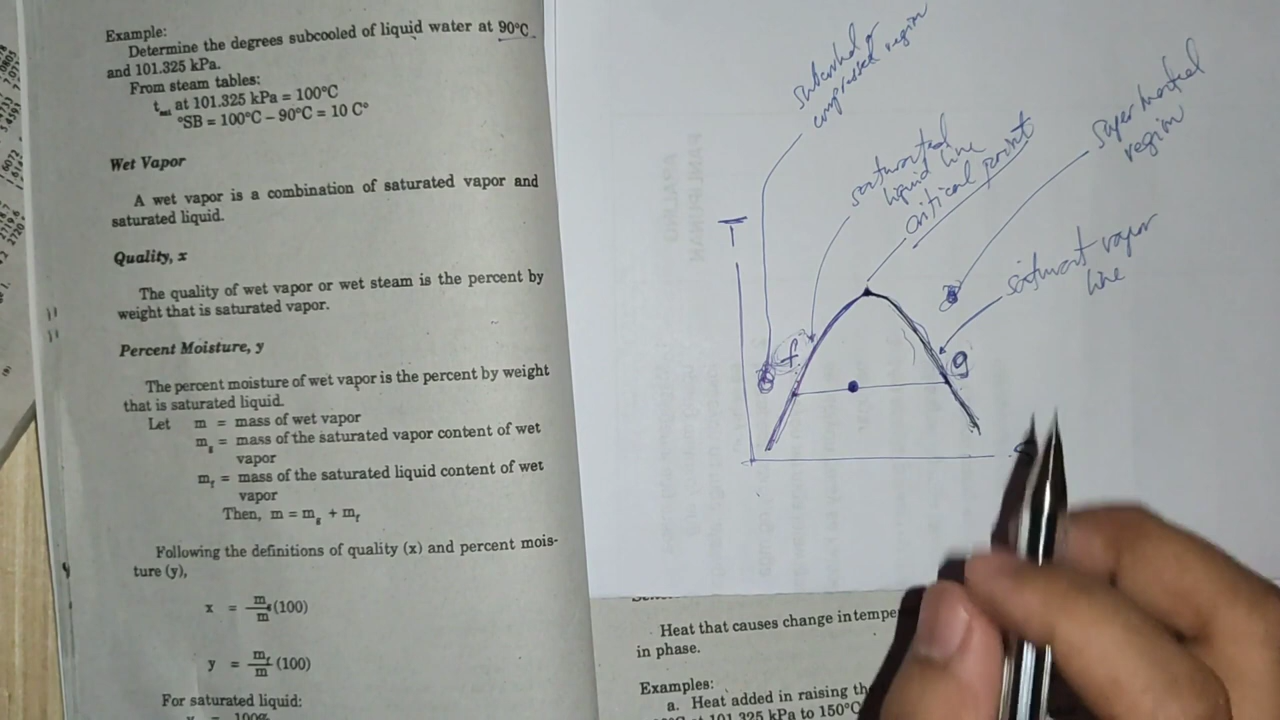 Example:
Determine the degrees subcooled of liquid water at 90°C
and 101.325 kPa.
From steam tables:
t sat at 101.325 kPa = 100°C
°SB = 100°C – 90°C = 10 C°
Wet Vapor
A wet vapor is a combination of saturated vapor and
saturated liquid.
Quality, x
The quality of wet vapor or wet steam is the percent by
weight that is saturated vapor.
Percent Moisture, y
The percent moisture of wet vapor is the percent by weight
that is saturated liquid.
Let m = mass of wet vapor
m g = mass of the saturated vapor content of wet
vapor
m f = mass of the saturated liquid content of wet
vapor
Then, m = m g + m f
Following the definitions of quality (x) and percent mois-
ture (y),
x = m g / m (100)
y = m f / m (100)
For saturated liquid:
y = 100%
subcooled or
compressed region
saturated
liquid line
critical point
super heated
region
saturat vapor
line
T
f
g
Heat that causes change in tempe
in phase.
Examples:
a. Heat added in raising th
at 101.325 kPa to 150°C